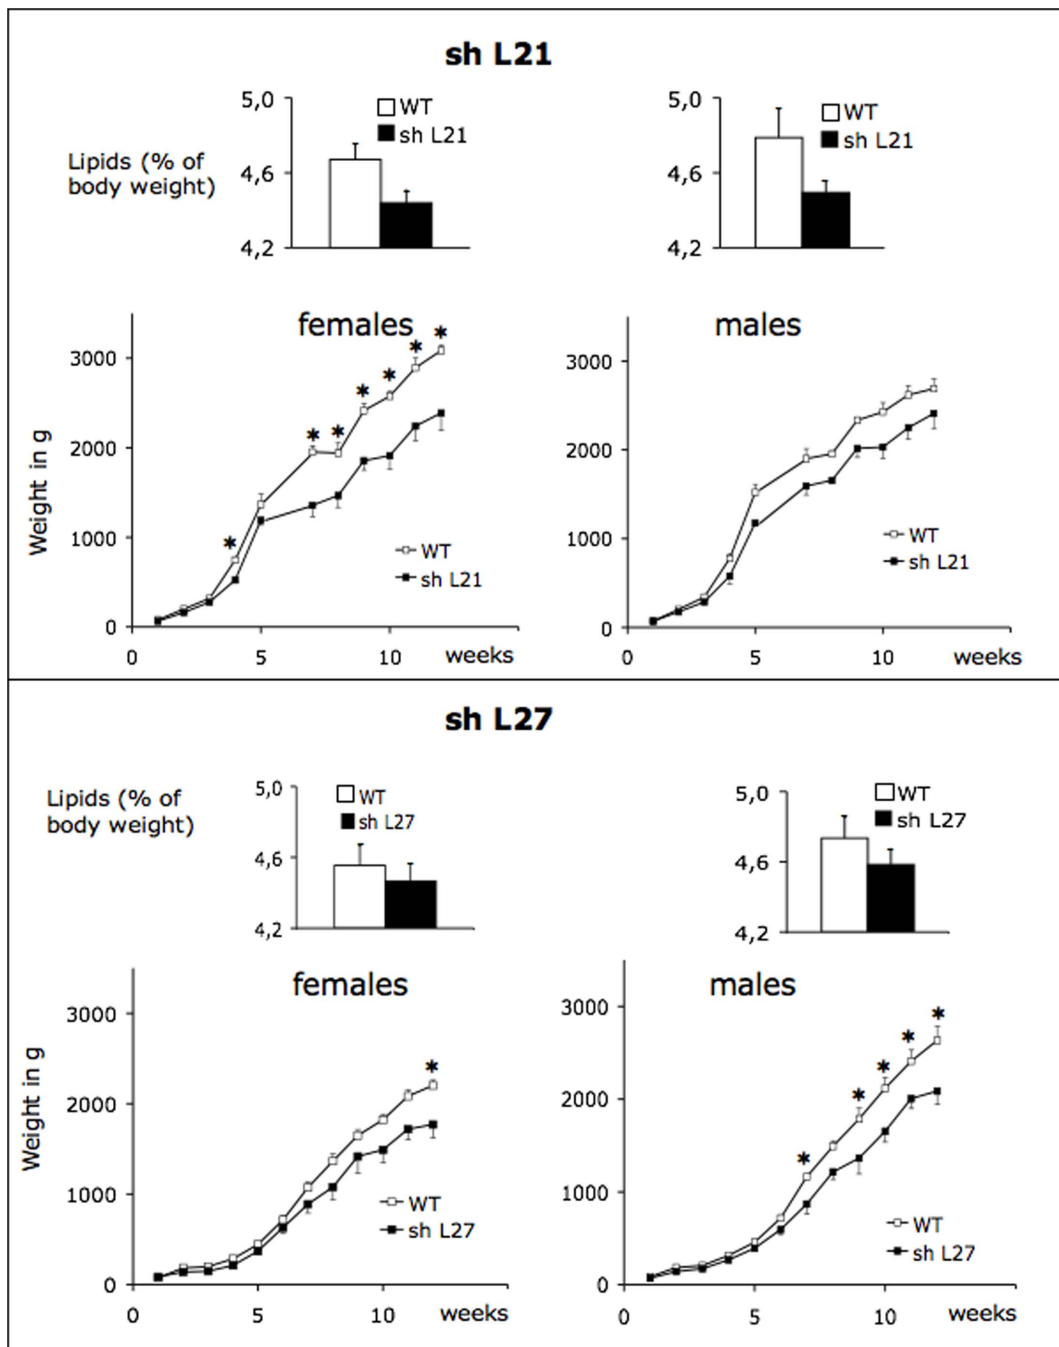 sh L21
5,0
4,6
4,2
WT
sh L21
Lipids (% of
body weight)
5,0
4,6
4,2
WT
sh L21
females
3000
2000
1000
0
Weight in g
* * * * * * *
WT
sh L21
0 5 10 weeks
males
3000
2000
1000
0
WT
sh L21
0 5 10 weeks
sh L27
Lipids (% of
body weight)
5,0
4,6
4,2
WT
sh L27
5,0
4,6
4,2
WT
sh L27
females
3000
2000
1000
0
Weight in g
*
WT
sh L27
0 5 10 weeks
males
3000
2000
1000
0
* * * * *
WT
sh L27
0 5 10 weeks